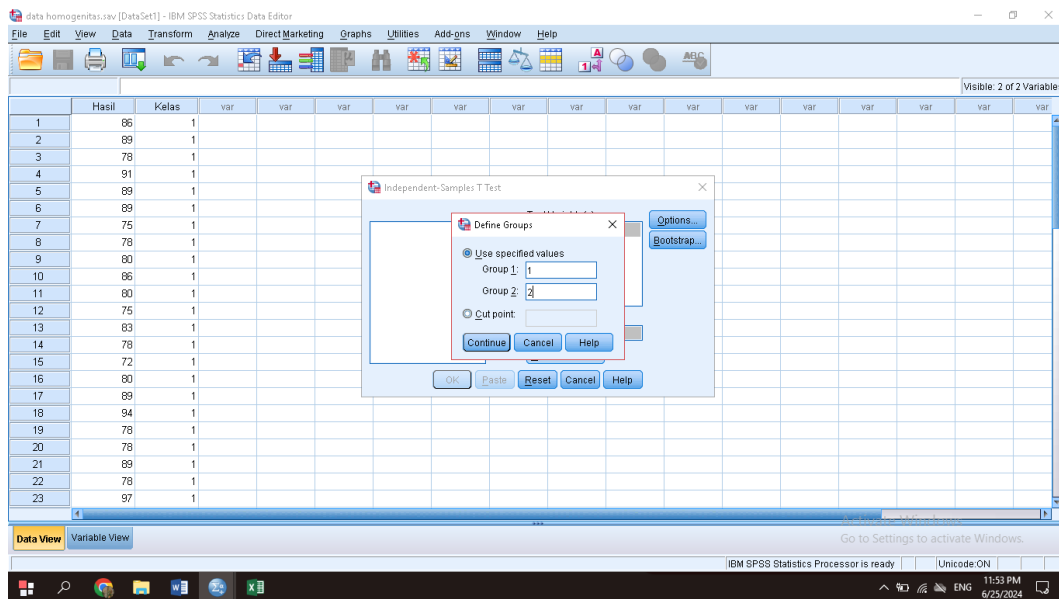 data homogenitas.sav [DataSet1] - IBM SPSS Statistics Data Editor
File Edit View Data Transform Analyze Direct Marketing Graphs Utilities Add-ons Window Help
Visible: 2 of 2 Variable
Hasil Kelas var var var var var var var var var var var var var var var
1 86 1
2 89 1
3 78 1
4 91 1
5 89 1
6 89 1
7 75 1
8 78 1
9 80 1
10 86 1
11 80 1
12 75 1
13 83 1
14 78 1
15 72 1
16 80 1
17 89 1
18 94 1
19 78 1
20 78 1
21 89 1
22 78 1
23 97 1
Independent-Samples T Test
Options...
Bootstrap...
Define Groups
Use specified values
Group 1: 1
Group 2: 2
Cut point:
Continue Cancel Help
OK Paste Reset Cancel Help
Data View Variable View
Go to Settings to activate Windows.
IBM SPSS Statistics Processor is ready Unicode:ON
ENG 11:53 PM
6/25/2024